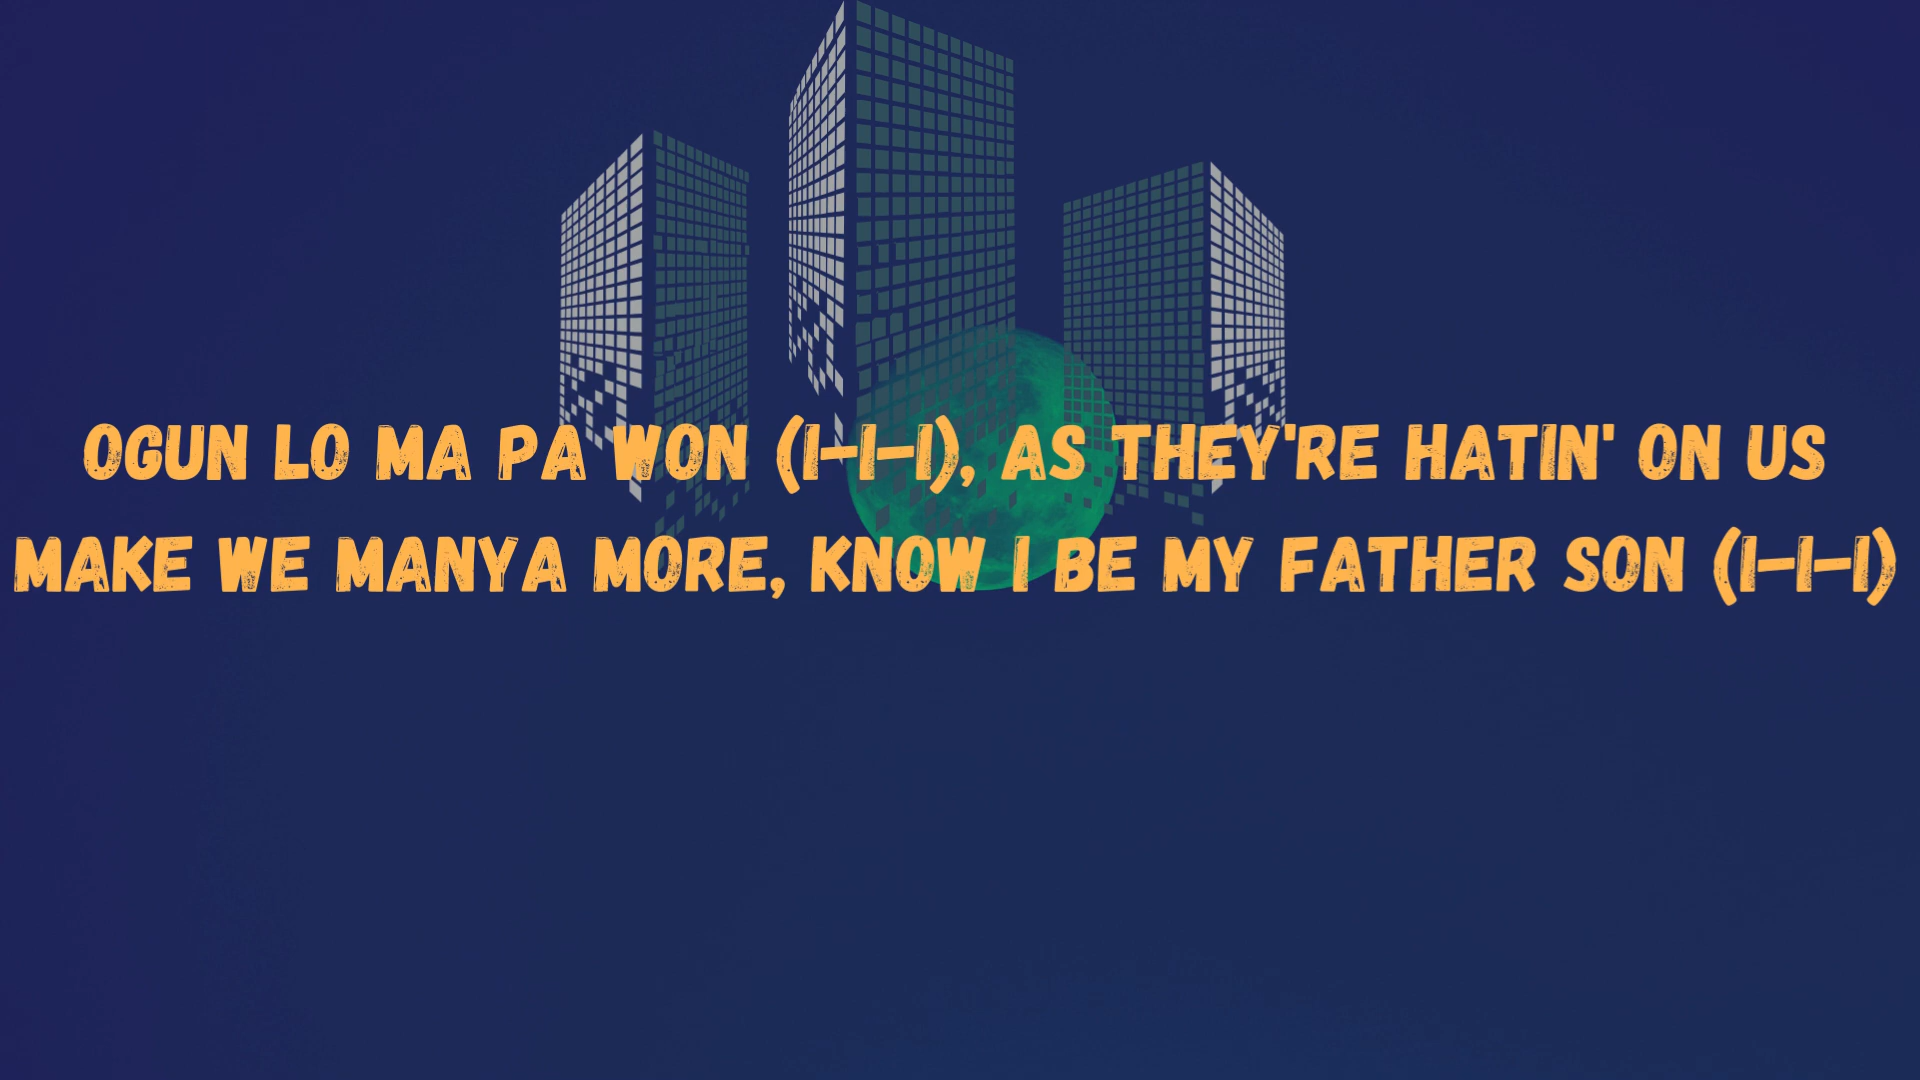 OGUN LO MA PA WON (I-I-I), AS THEY'RE HATIN' ON US
MAKE WE MANYA MORE, KNOW I BE MY FATHER SON (I-I-I)